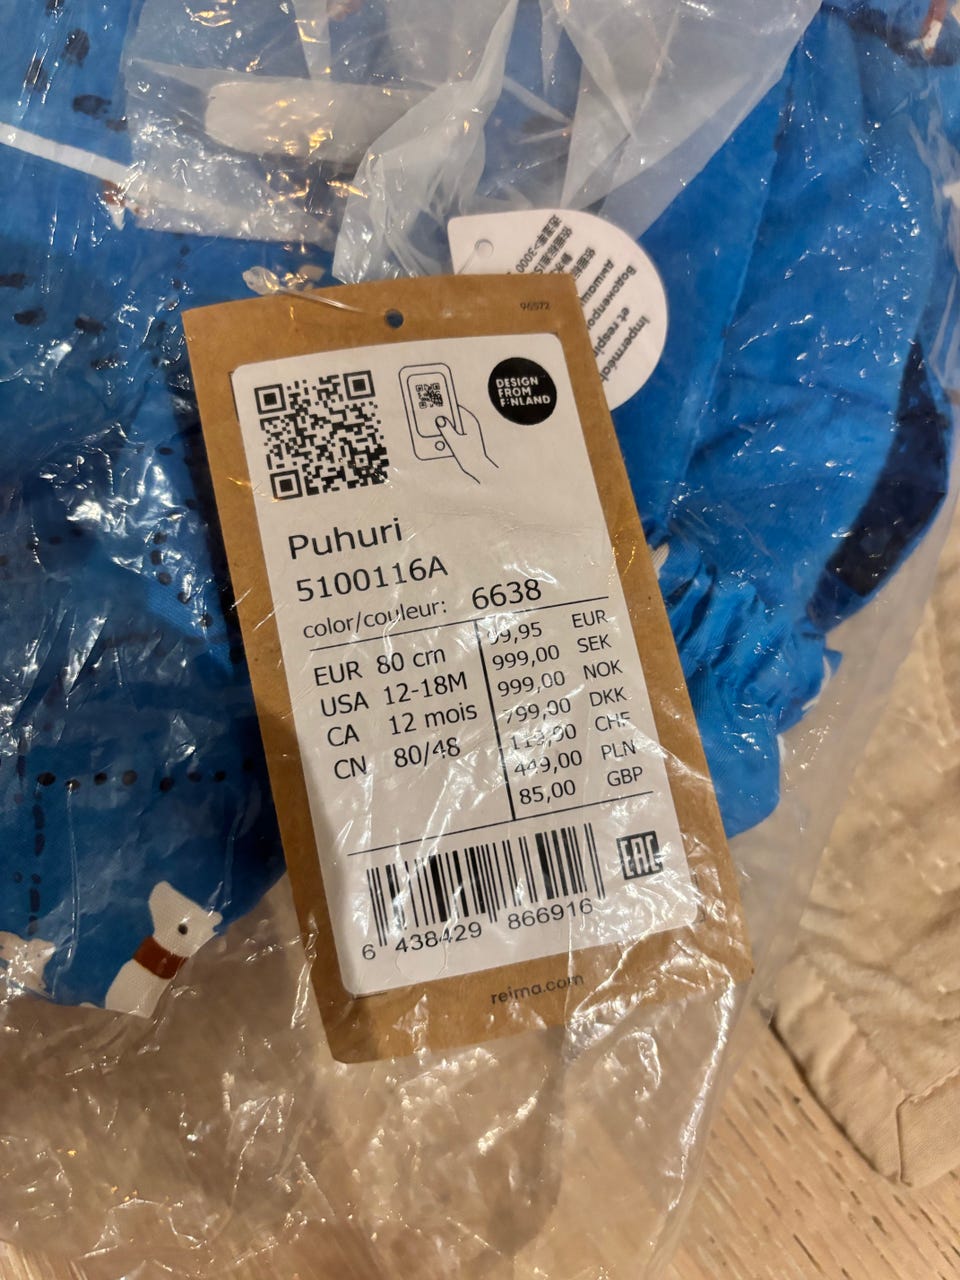 96572
DESIGN
FROM
FINLAND
Puhuri
5100116A
color/couleur: 6638
EUR 80 cm
USA 12-18M
CA 12 mois
CN 80/48
99,95 EUR
999,00 SEK
999,00 NOK
799,00 DKK
CHF
449,00 PLN
85,00 GBP
EAC
6 438429 866916
reima.com